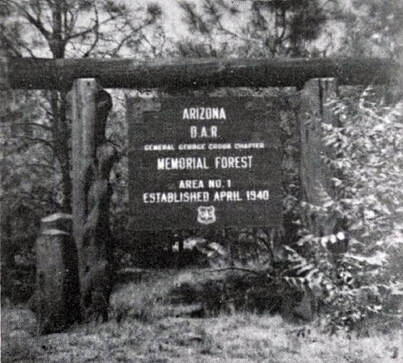 ARIZONA
D.A.R.
GENERAL GEORGE CROOK CHAPTER
MEMORIAL FOREST
AREA NO. 1
ESTABLISHED APRIL 1940